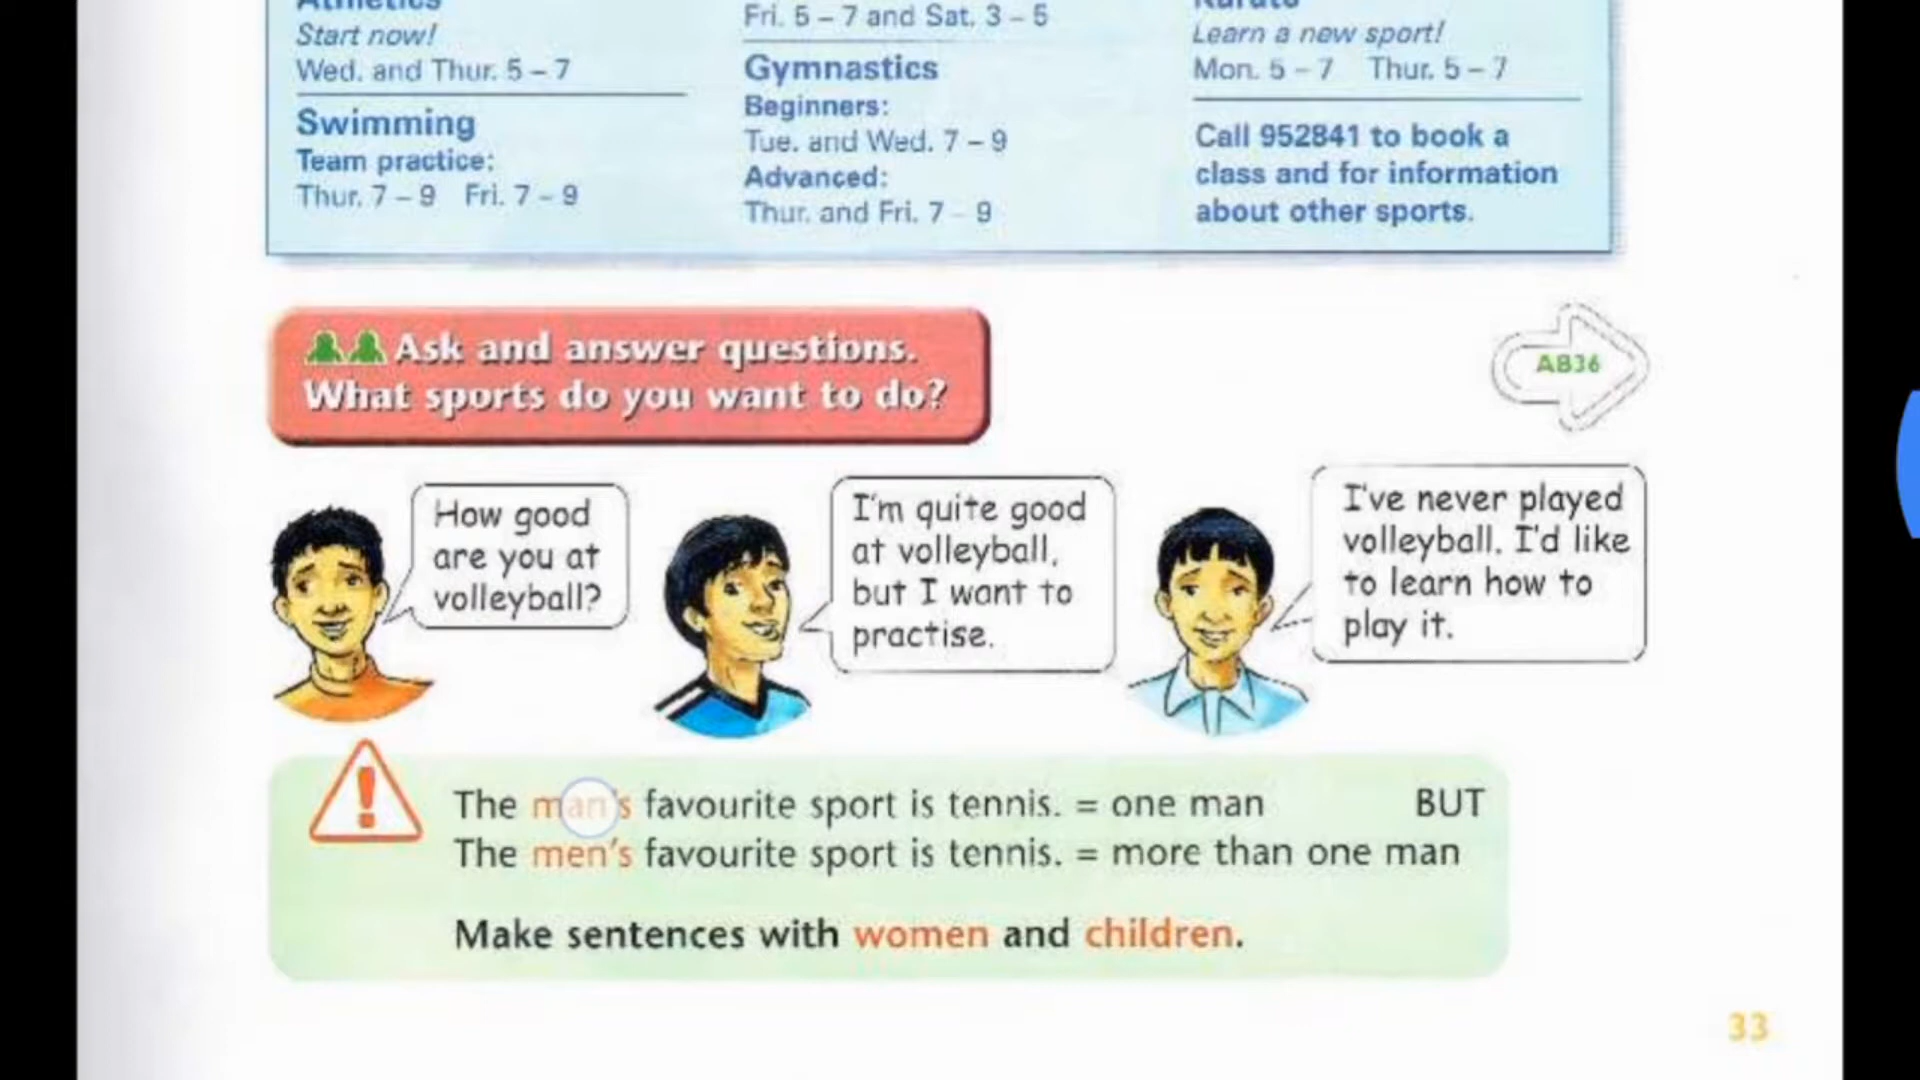 Athletics
Start now!
Wed. and Thur. 5 – 7
Swimming
Team practice:
Thur. 7 – 9 Fri. 7 – 9
Fri. 5 – 7 and Sat. 3 – 5
Gymnastics
Beginners:
Tue. and Wed. 7 – 9
Advanced:
Thur. and Fri. 7 – 9
Karate
Learn a new sport!
Mon. 5 – 7 Thur. 5 – 7
Call 952841 to book a
class and for information
about other sports.
Ask and answer questions.
What sports do you want to do?
AB36
How good
are you at
volleyball?
I'm quite good
at volleyball,
but I want to
practise.
I've never played
volleyball. I'd like
to learn how to
play it.
The man's favourite sport is tennis. = one man BUT
The men's favourite sport is tennis. = more than one man
Make sentences with women and children.
33